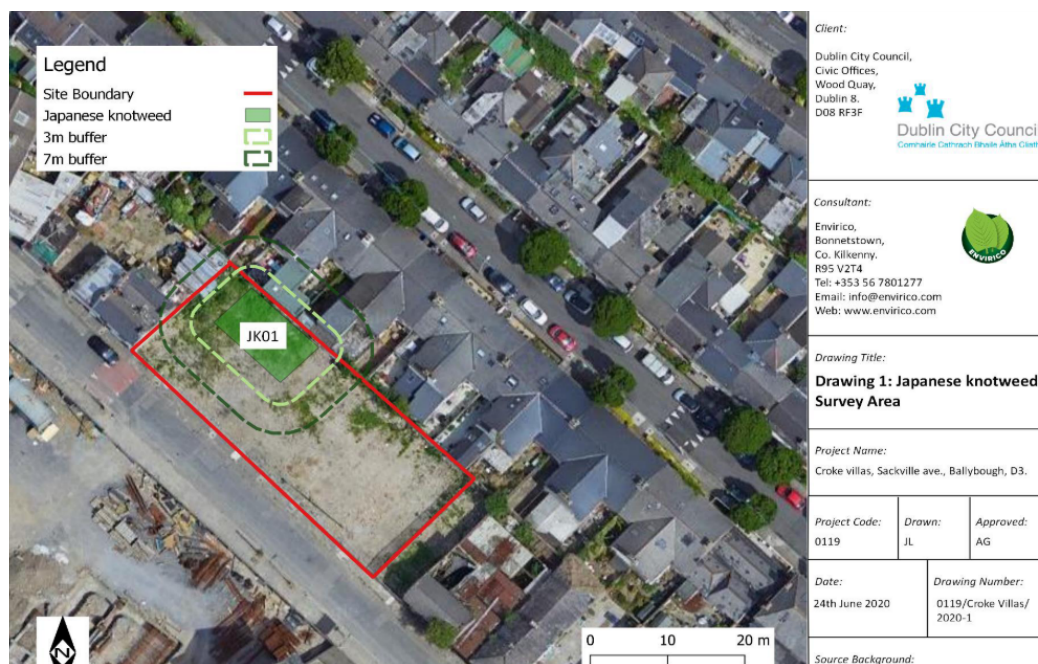 Legend
Site Boundary
Japanese knotweed
3m buffer
7m buffer
JK01
N
0 10 20 m
Client:
Dublin City Council,
Civic Offices,
Wood Quay,
Dublin 8.
D08 RF3F
Dublin City Council
Comhairle Cathrach Bhaile Átha Cliath
Consultant:
Envirico,
Bonnetstown,
Co. Kilkenny.
R95 V2T4
Tel: +353 56 7801277
Email: info@envirico.com
Web: www.envirico.com
ENVIRICO
Drawing Title:
Drawing 1: Japanese knotweed
Survey Area
Project Name:
Croke villas, Sackville ave., Ballybough, D3.
Project Code:
0119
Drawn:
JL
Approved:
AG
Date:
24th June 2020
Drawing Number:
0119/Croke Villas/
2020-1
Source Background: